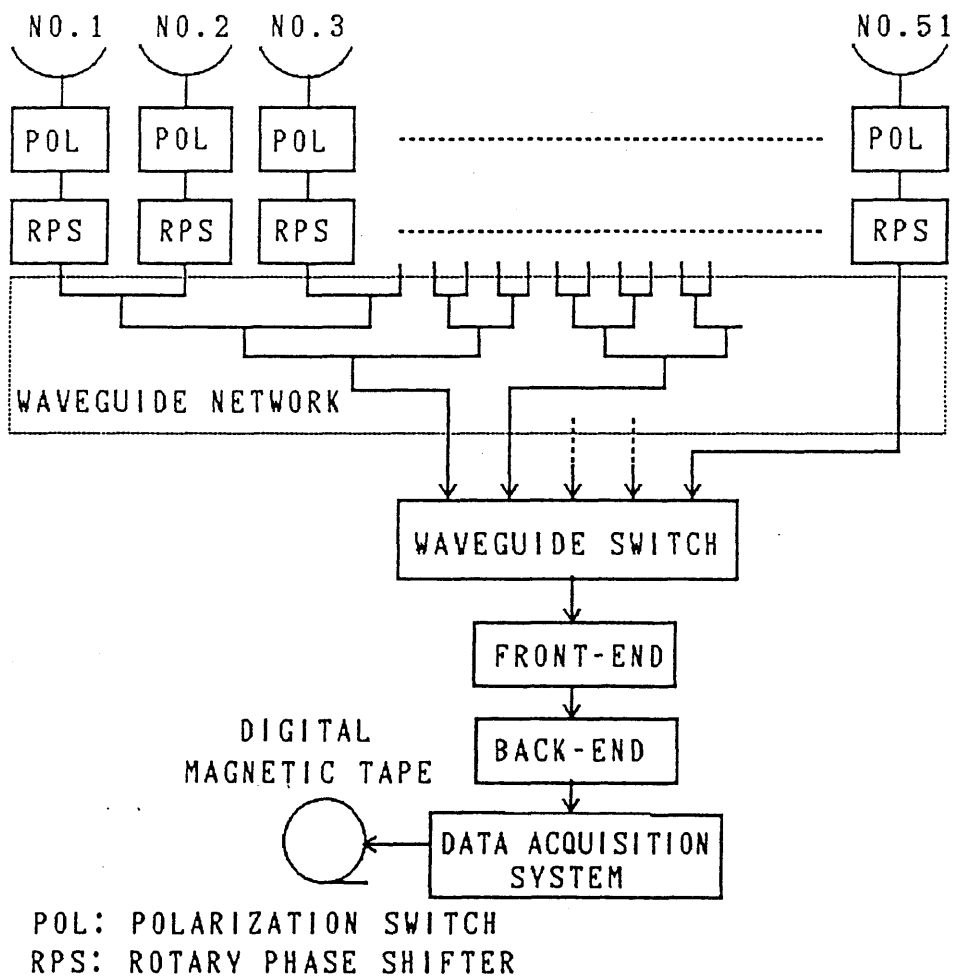 NO.1 NO.2 NO.3 NO.51
POL POL POL POL
RPS RPS RPS RPS
WAVEGUIDE NETWORK
WAVEGUIDE SWITCH
FRONT-END
BACK-END
DIGITAL
MAGNETIC TAPE
DATA ACQUISITION
SYSTEM
POL: POLARIZATION SWITCH
RPS: ROTARY PHASE SHIFTER